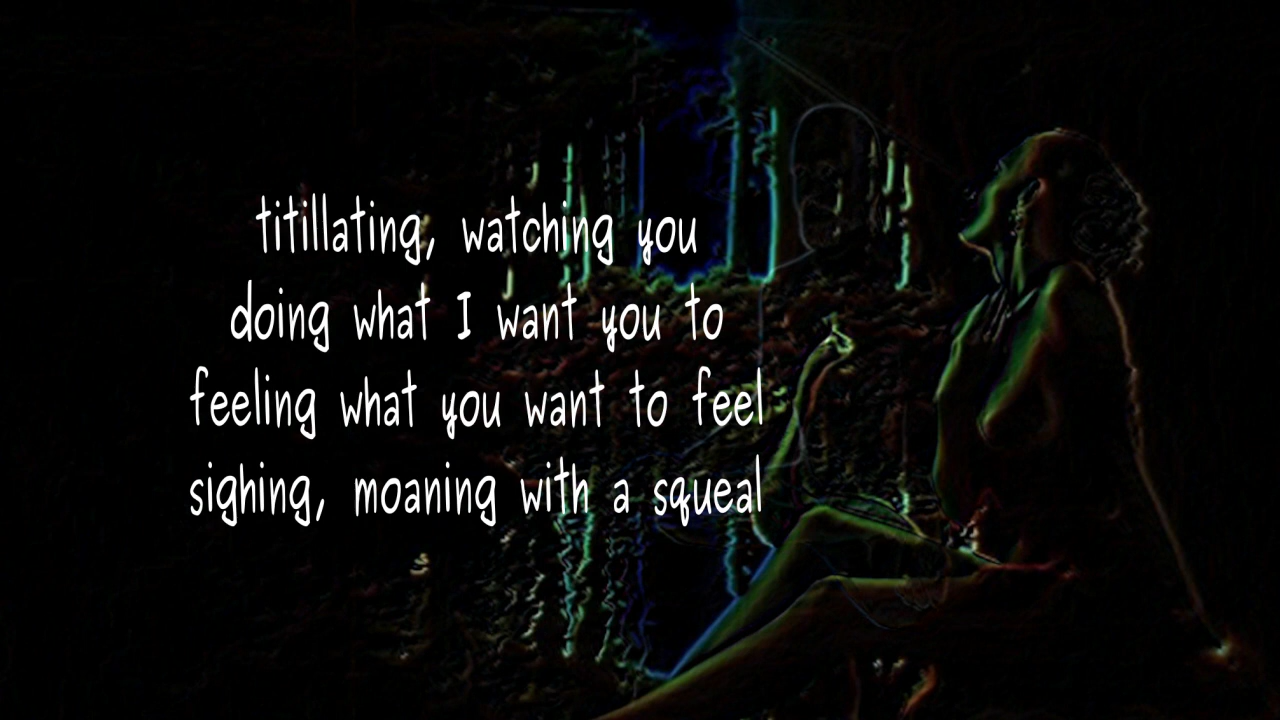 titillating, watching you
doing what I want you to
feeling what you want to feel
sighing, moaning with a squeal